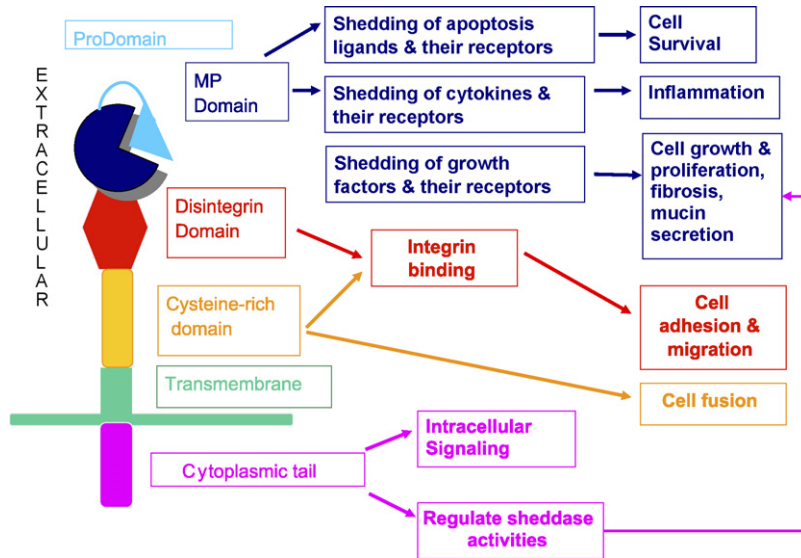 ProDomain
EXTRACELLULAR
MP
Domain
Shedding of apoptosis
ligands & their receptors
Cell
Survival
Shedding of cytokines &
their receptors
Inflammation
Shedding of growth
factors & their receptors
Cell growth &
proliferation,
fibrosis,
mucin
secretion
Disintegrin
Domain
Integrin
binding
Cell
adhesion &
migration
Cysteine-rich
domain
Cell fusion
Transmembrane
Cytoplasmic tail
Intracellular
Signaling
Regulate sheddase
activities